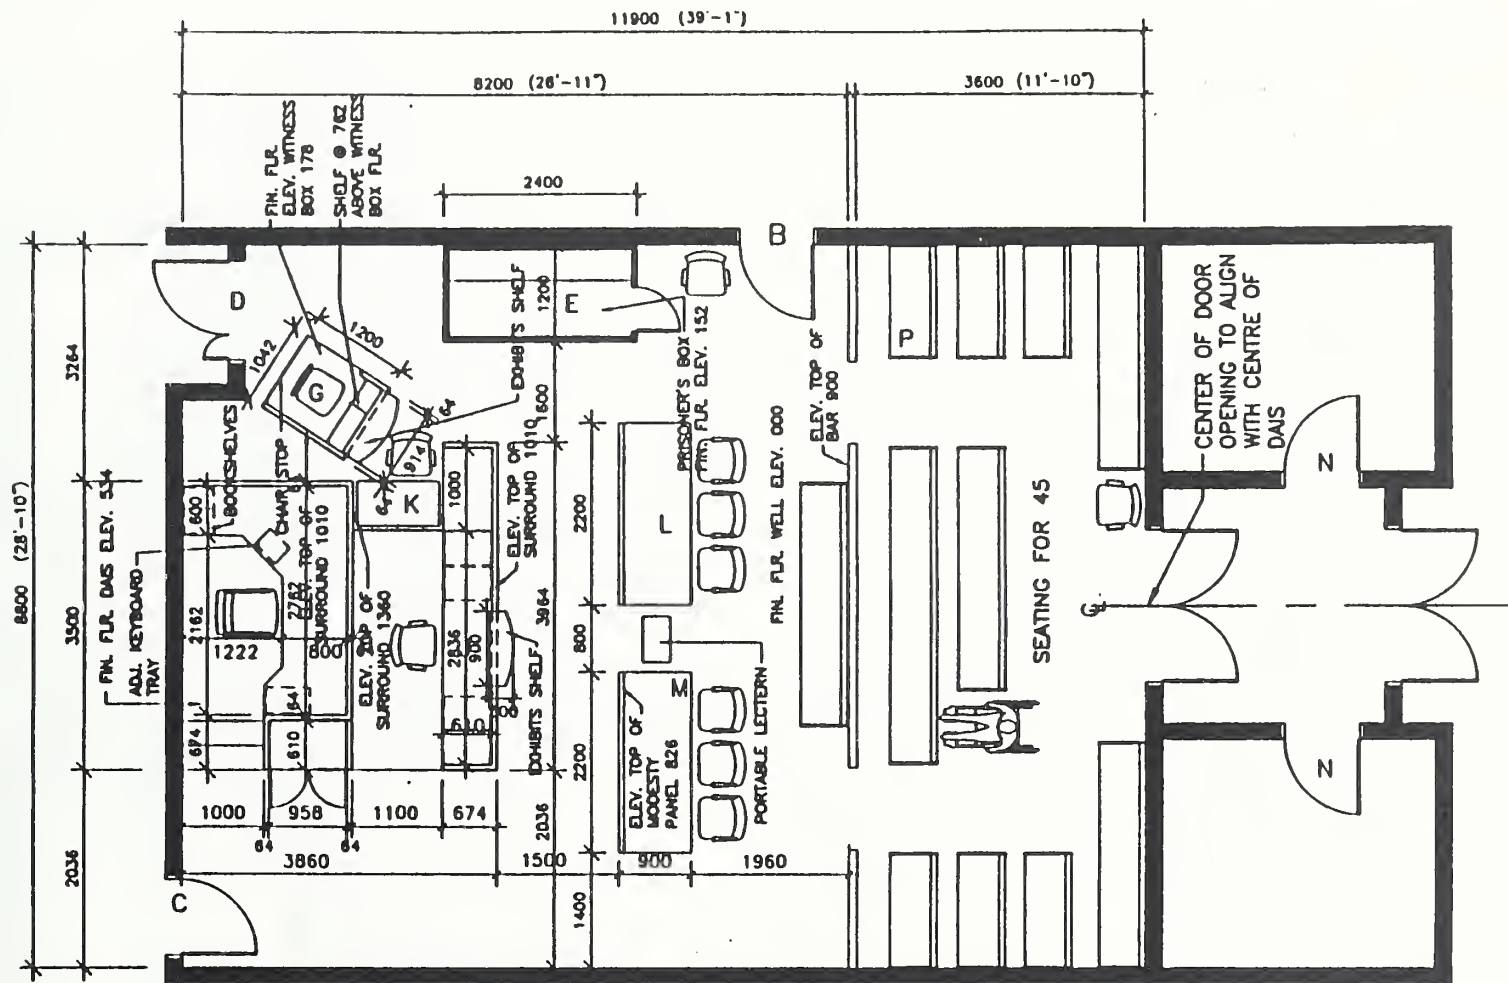 11900 (39'-1")
8200 (26'-11")
3600 (11'-10")
FIN. FLR.
ELEV. WITNESS
BOX 178
SHELF @ 762
ABOVE WITNESS
BOX FLR.
2400
B
D
E
1200
EXHIBITS SHELF
1200
1042
G
P
CENTER OF DOOR
OPENING TO ALIGN
WITH CENTRE OF
DAIS
8800 (28'-10")
3264
3500
2036
64
914
1600
PRISONER'S BOX
FIN. FLR. ELEV. 152
ELEV. TOP OF
BAR 900
FIN. FLR. WELL ELEV. 000
BOOKSHELVES
CHAIR STOP
FIN. FLR. DAIS ELEV. 534
ADJ. KEYBOARD
TRAY
600
2162
674
64
ELEV. TOP OF
SURROUND 1010
2762
K
1000
ELEV. TOP OF
SURROUND 1010
L
2200
N
SEATING FOR 45
1222
800
ELEV. TOP OF
SURROUND 1360
2836
900
3964
800
EXHIBITS SHELF
64
610
610
M
2200
ELEV. TOP OF
MODESTY
PANEL 826
PORTABLE LECTERN
N
1000
958
1100
674
64
64
2036
3860
1500
900
1960
1400
C